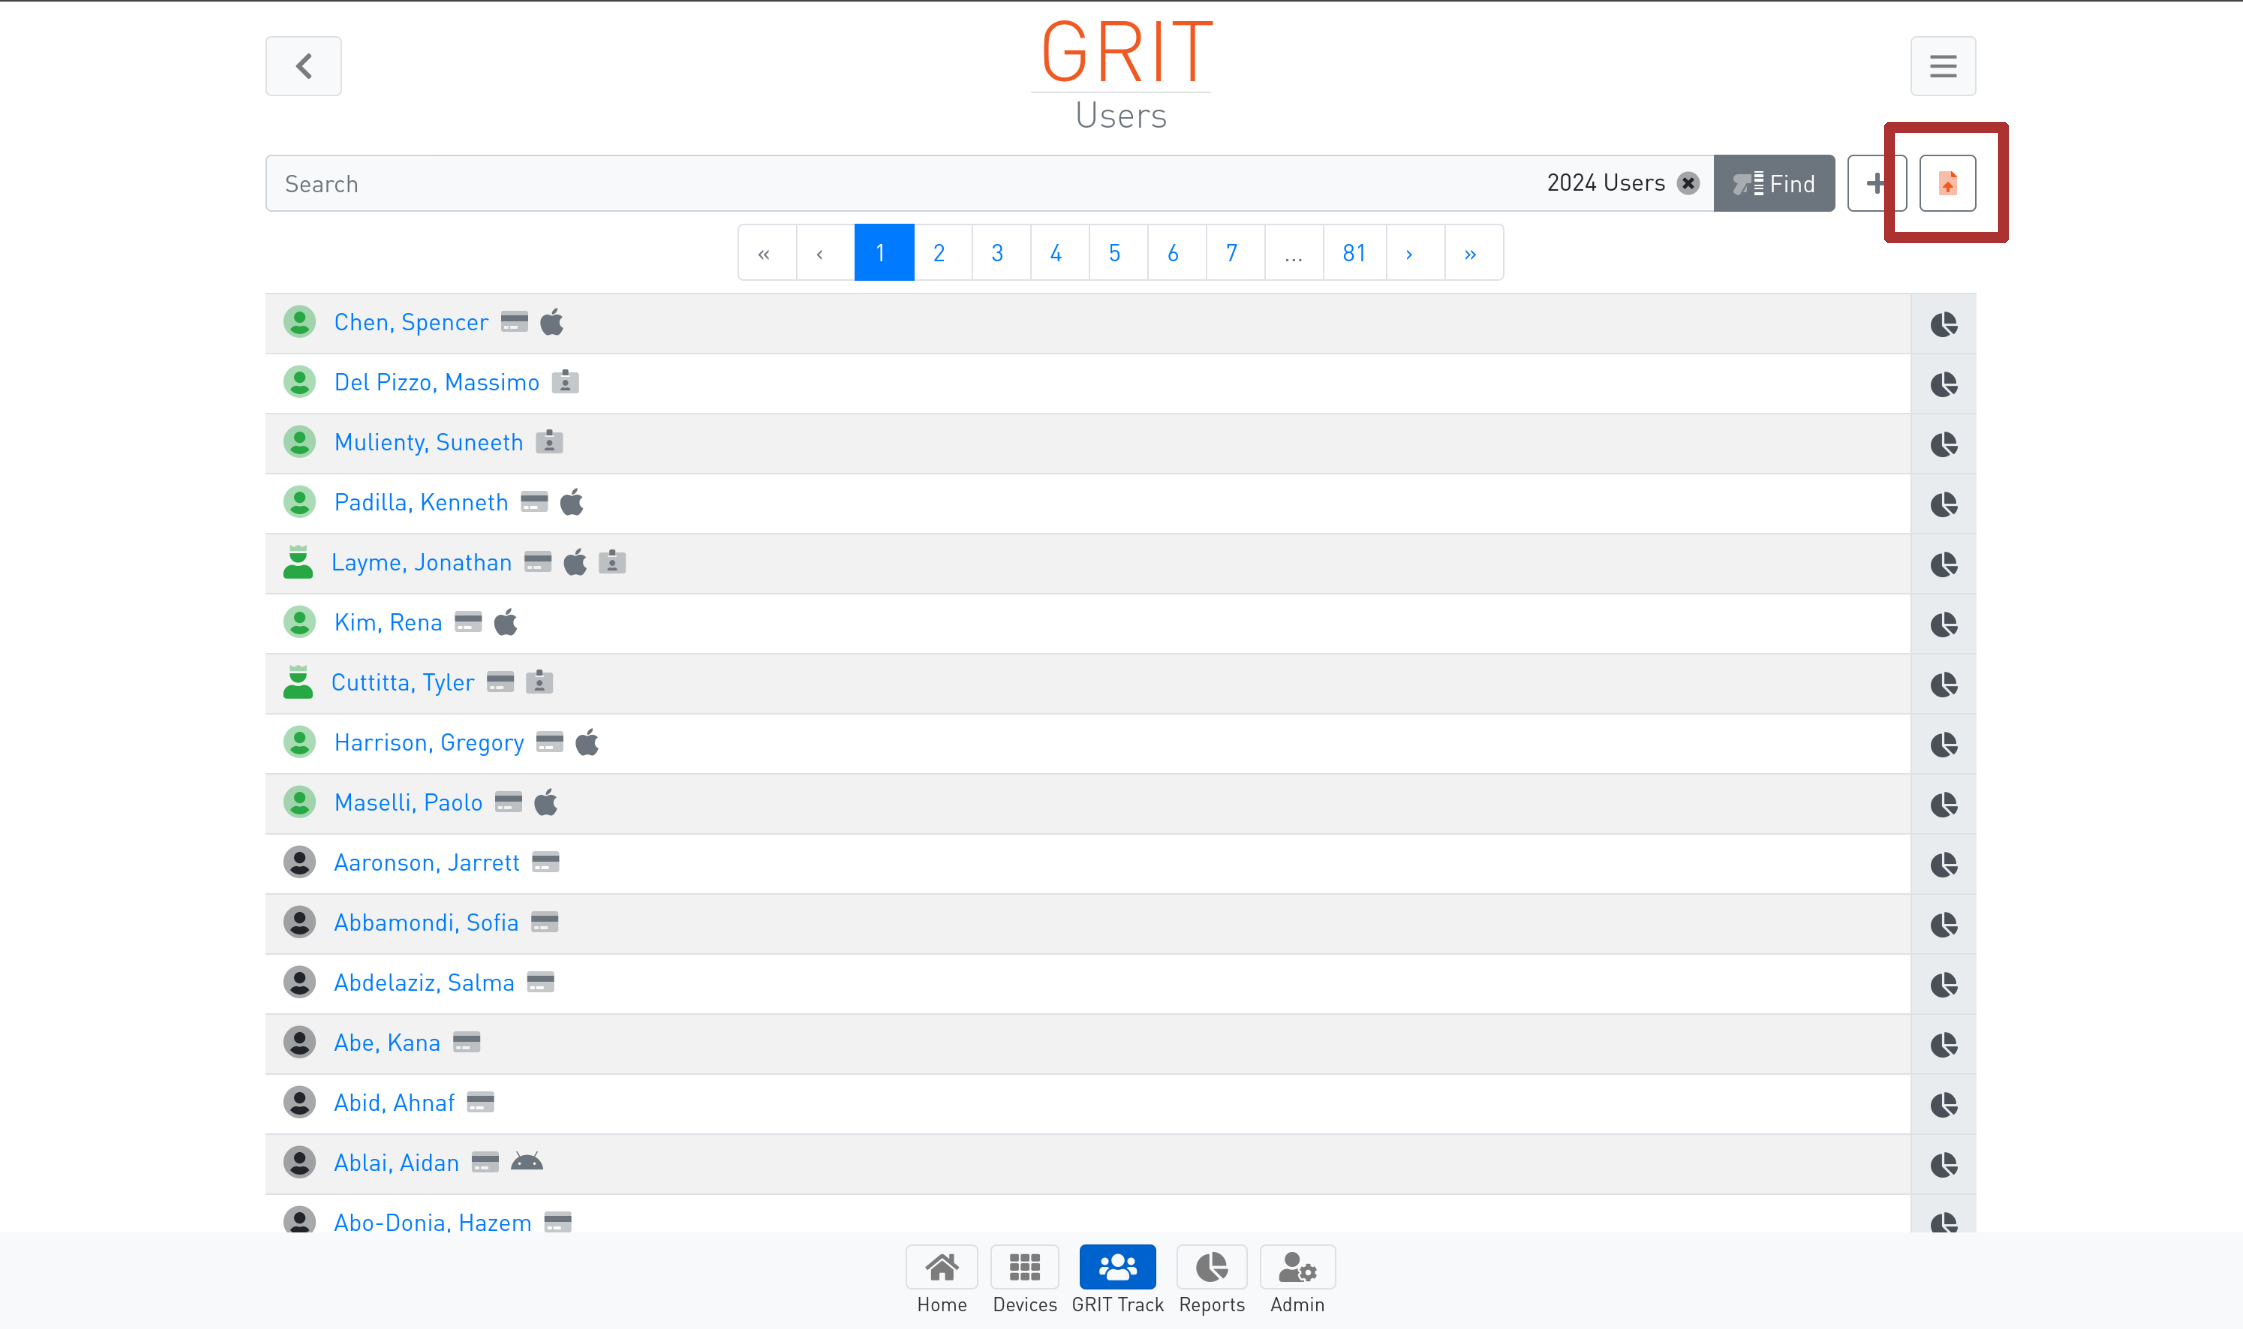 GRIT
Users
Search 2024 Users Find
« ‹ 1 2 3 4 5 6 7 ... 81 › »
Chen, Spencer
Del Pizzo, Massimo
Mulienty, Suneeth
Padilla, Kenneth
Layme, Jonathan
Kim, Rena
Cuttitta, Tyler
Harrison, Gregory
Maselli, Paolo
Aaronson, Jarrett
Abbamondi, Sofia
Abdelaziz, Salma
Abe, Kana
Abid, Ahnaf
Ablai, Aidan
Abo-Donia, Hazem
Home Devices GRIT Track Reports Admin